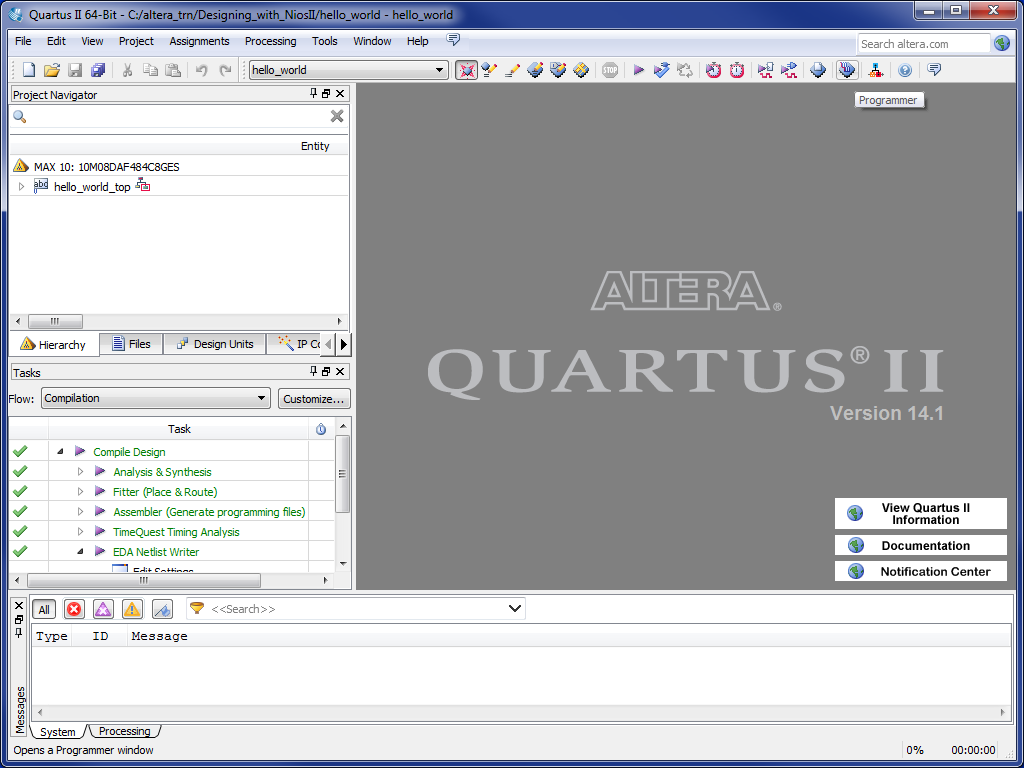 Quartus II 64-Bit - C:/altera_trn/Designing_with_NiosII/hello_world - hello_world
File Edit View Project Assignments Processing Tools Window Help
Search altera.com
hello_world
STOP
Programmer
Project Navigator
Entity
MAX 10: 10M08DAF484C8GES
abc hello_world_top
Hierarchy Files Design Units IP Co
Tasks
Flow: Compilation Customize...
Task
Compile Design
Analysis & Synthesis
Fitter (Place & Route)
Assembler (Generate programming files)
TimeQuest Timing Analysis
EDA Netlist Writer
Edit Settings
ALTERA®
QUARTUS® II
Version 14.1
View Quartus II
Information
Documentation
Notification Center
All <<Search>>
Type ID Message
Messages
System Processing
Opens a Programmer window 0% 00:00:00